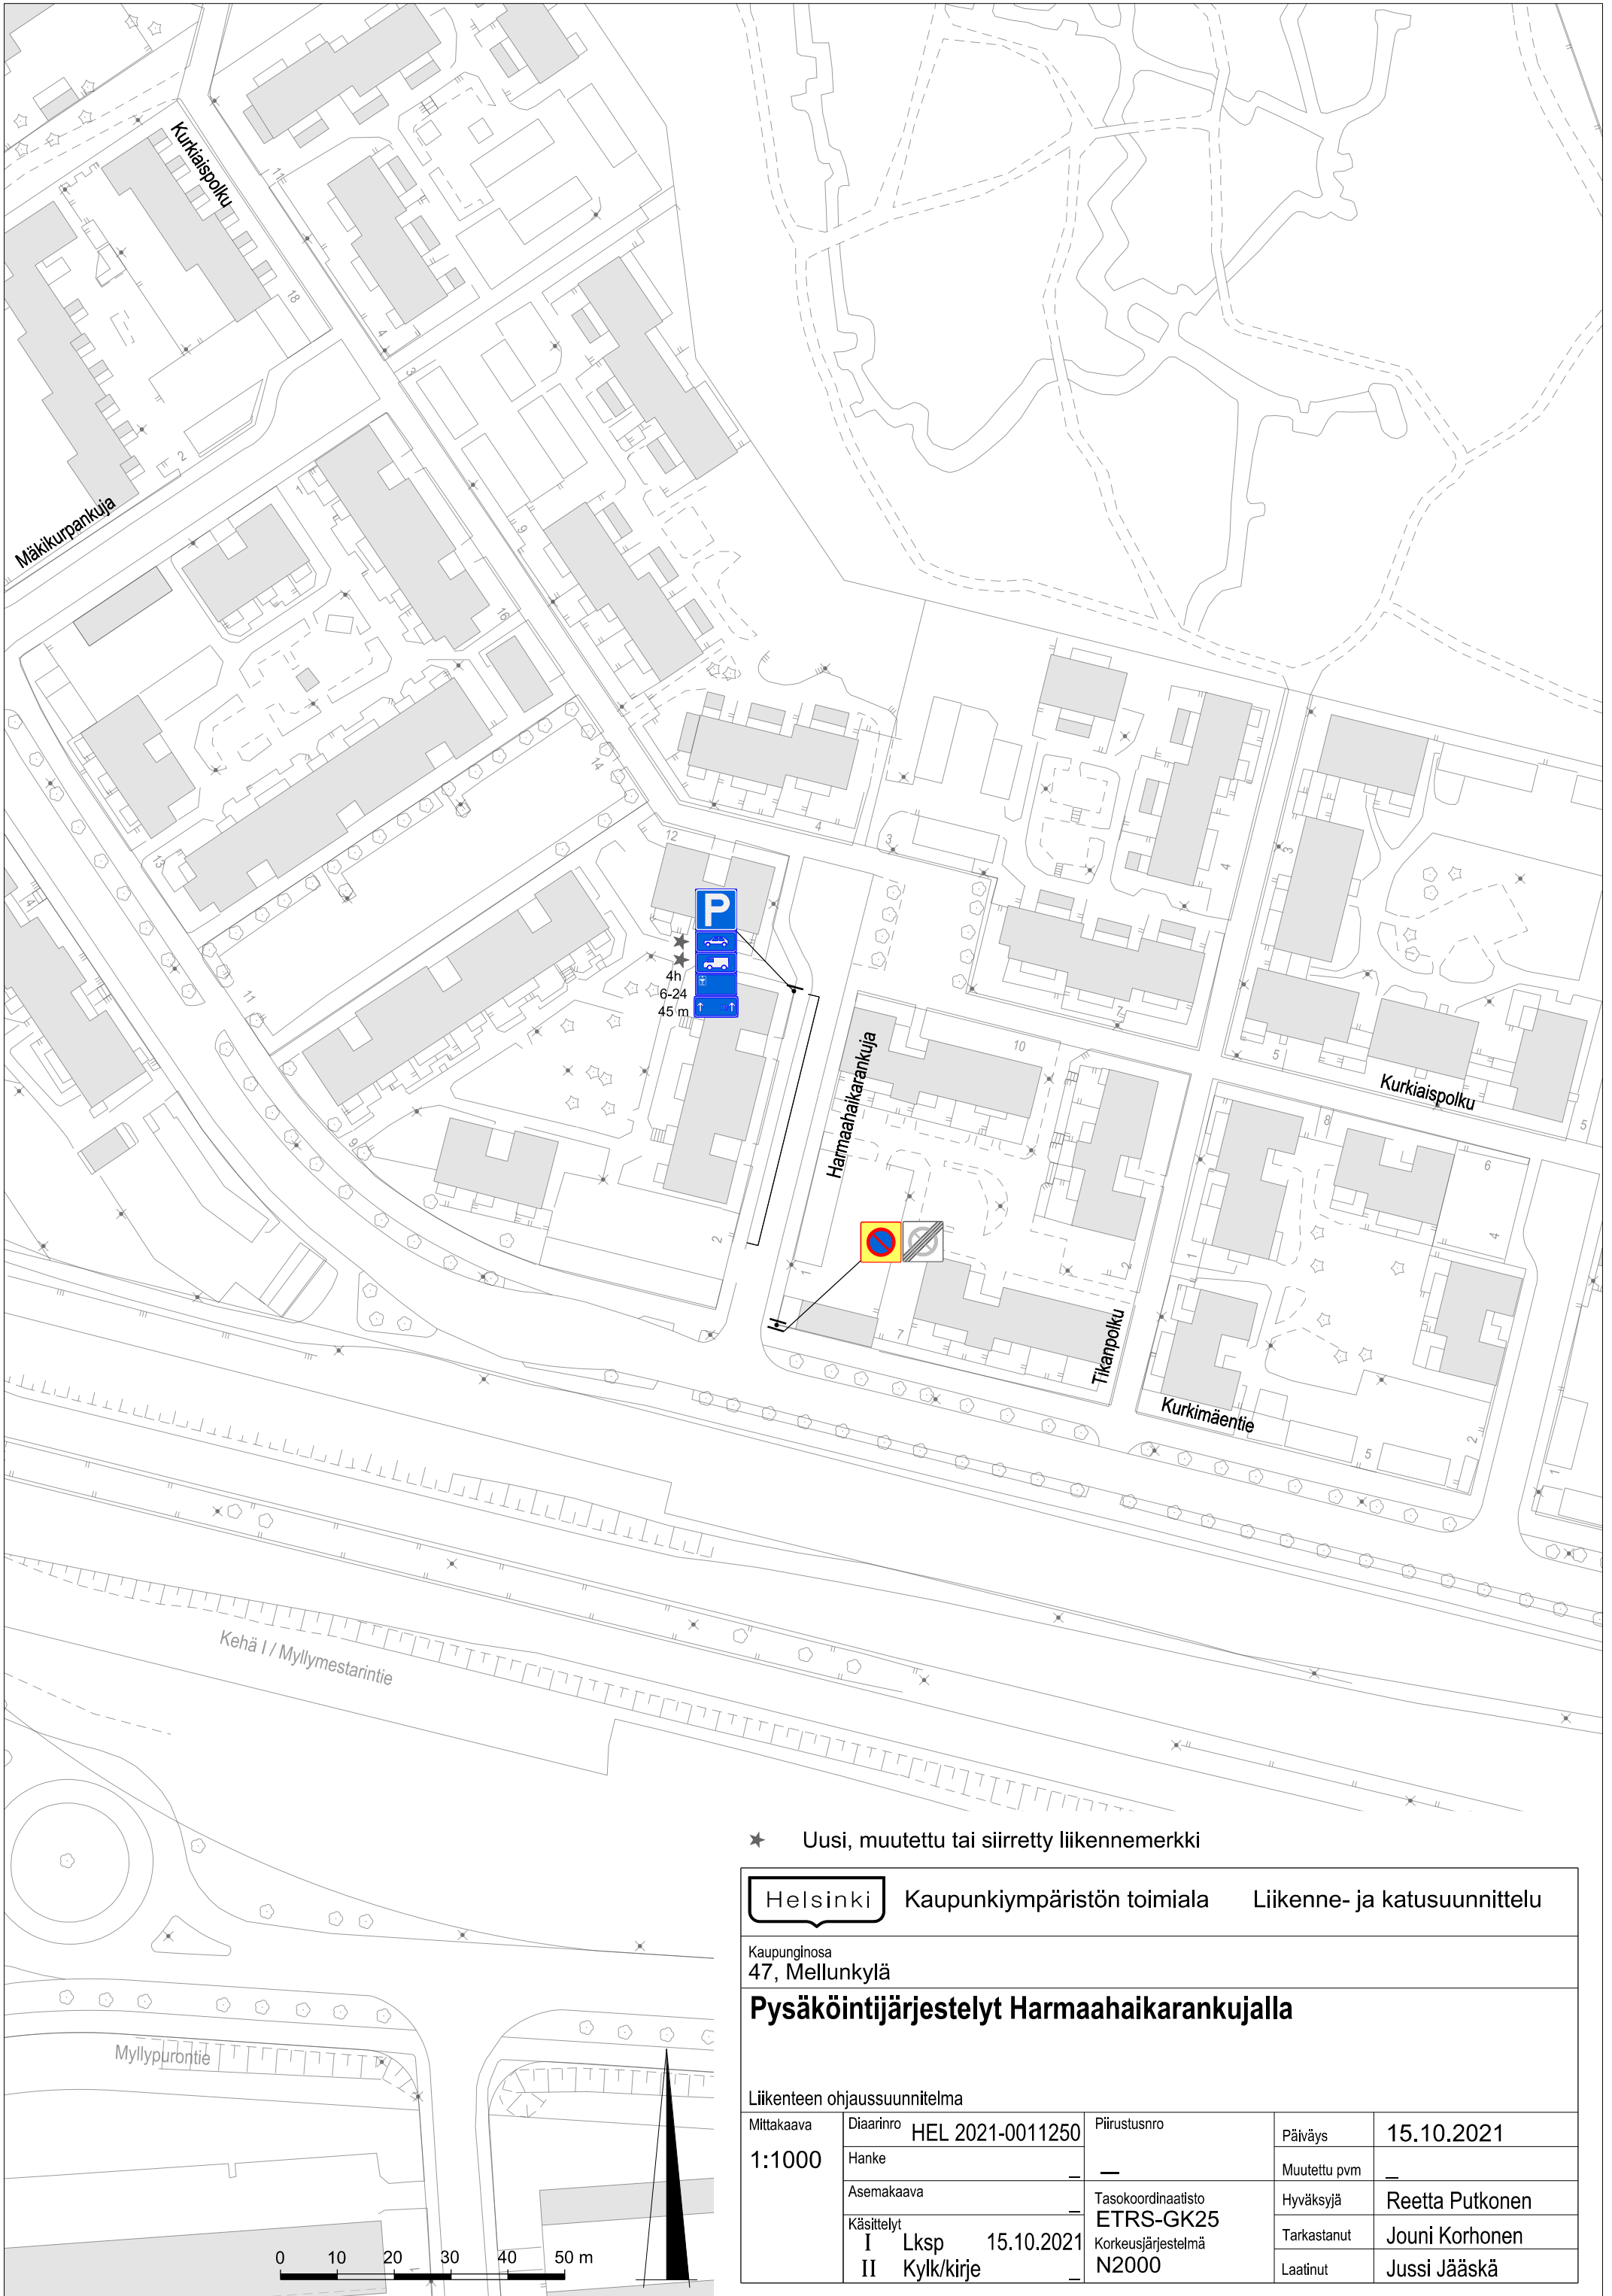 Kurkiaispolku
11
18
4
3
2
Mäkikurpankuja
1
9
16
14
13
12
4
3
4
3
14
11
P
4h
6-24
45 m
7
10
5
Harmaahaikarankuja
Kurkiaispolku
5
8
6
9
2
1
2
1
4
7
Tikanpolku
Kurkimäentie
5
2
1
Kehä I / Myllymestarintie
Myllypurontie
1
0 10 20 30 40 50 m
Uusi, muutettu tai siirretty liikennemerkki
Helsinki Kaupunkiympäristön toimiala Liikenne- ja katusuunnittelu
Kaupunginosa
47, Mellunkylä
Pysäköintijärjestelyt Harmaahaikarankujalla
Liikenteen ohjaussuunnitelma
Mittakaava
1:1000
Diaarinro HEL 2021-0011250
Hanke _
Asemakaava _
Käsittelyt
I Lksp 15.10.2021
II Kylk/kirje _
Piirustusnro
_
Tasokoordinaatisto
ETRS-GK25
Korkeusjärjestelmä
N2000
Päiväys 15.10.2021
Muutettu pvm _
Hyväksyjä Reetta Putkonen
Tarkastanut Jouni Korhonen
Laatinut Jussi Jääskä